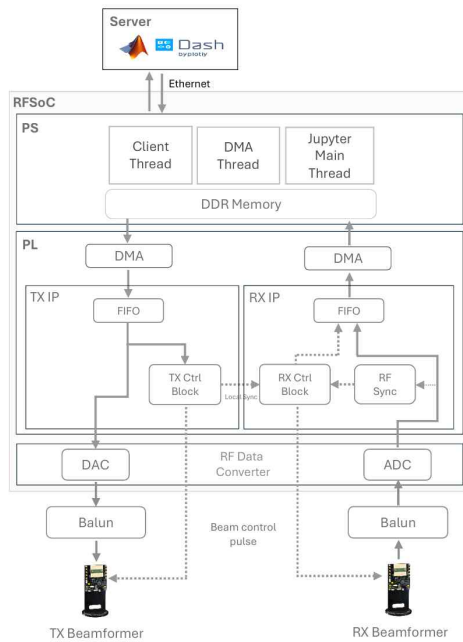 Server
Dash
byplotly
Ethernet
RFSoC
PS
Client
Thread
DMA
Thread
Jupyter
Main
Thread
DDR Memory
PL
DMA
DMA
TX IP
RX IP
FIFO
FIFO
TX Ctrl
Block
Local Sync
RX Ctrl
Block
RF
Sync
DAC
RF Data
Converter
ADC
Balun
Beam control
pulse
Balun
TX Beamformer
RX Beamformer